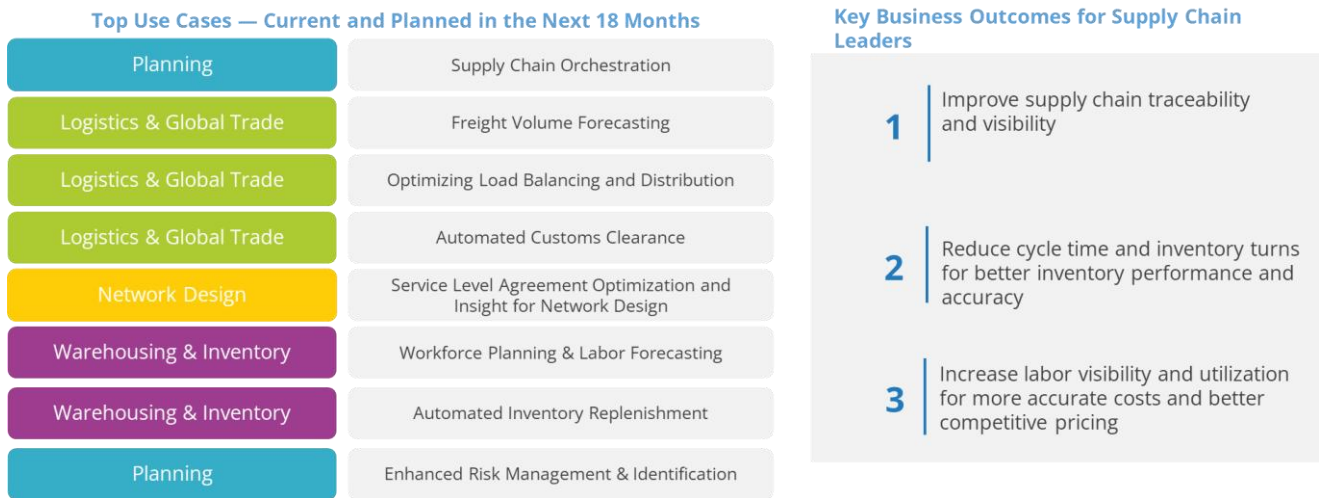 Top Use Cases — Current and Planned in the Next 18 Months
Planning
Supply Chain Orchestration
Logistics & Global Trade
Freight Volume Forecasting
Logistics & Global Trade
Optimizing Load Balancing and Distribution
Logistics & Global Trade
Automated Customs Clearance
Network Design
Service Level Agreement Optimization and
Insight for Network Design
Warehousing & Inventory
Workforce Planning & Labor Forecasting
Warehousing & Inventory
Automated Inventory Replenishment
Planning
Enhanced Risk Management & Identification
Key Business Outcomes for Supply Chain
Leaders
1
Improve supply chain traceability
and visibility
2
Reduce cycle time and inventory turns
for better inventory performance and
accuracy
3
Increase labor visibility and utilization
for more accurate costs and better
competitive pricing